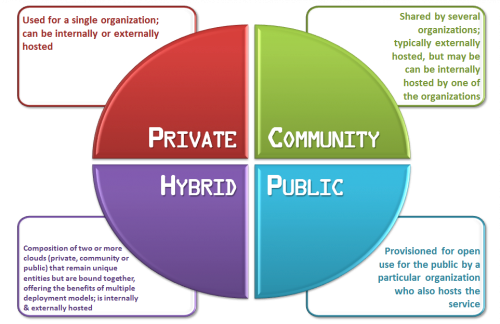 Used for a single organization;
can be internally or externally
hosted
Shared by several
organizations;
typically externally
hosted, but may be
can be internally
hosted by one of
the organizations
PRIVATE
COMMUNITY
HYBRID
PUBLIC
Composition of two or more
clouds (private, community or
public) that remain unique
entities but are bound together,
offering the benefits of multiple
deployment models; is internally
& externally hosted
Provisioned for open
use for the public by a
particular organization
who also hosts the
service